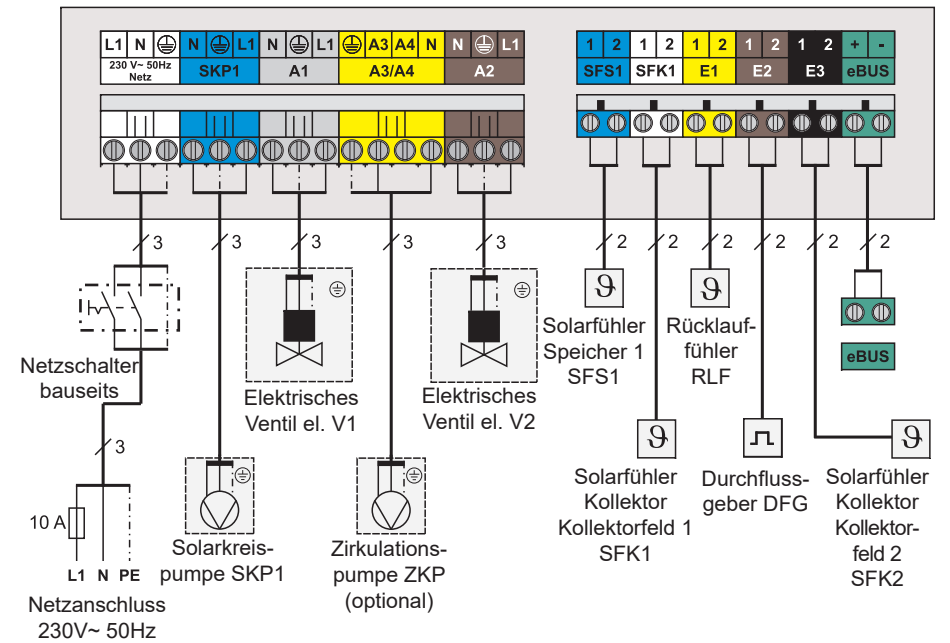 L1 N N L1 N L1 A3 A4 N N L1
230 V~ 50Hz
Netz
SKP1
A1
A3/A4
A2
1 2 1 2 1 2 1 2 1 2 + -
SFS1 SFK1 E1 E2 E3 eBUS
3 3 3 3 3 2 2 2 2 2 2
Netzschalter
bauseits
3
10 A
L1 N PE
Netzanschluss
230V~ 50Hz
Solarkreis-
pumpe SKP1
Elektrisches
Ventil el. V1
Zirkulations-
pumpe ZKP
(optional)
Elektrisches
Ventil el. V2
ϑ
Solarfühler
Speicher 1
SFS1
ϑ
Solarfühler
Kollektor
Kollektorfeld 1
SFK1
ϑ
Rücklauf-
fühler
RLF
Durchfluss-
geber DFG
ϑ
Solarfühler
Kollektor
Kollektor-
feld 2
SFK2
eBUS